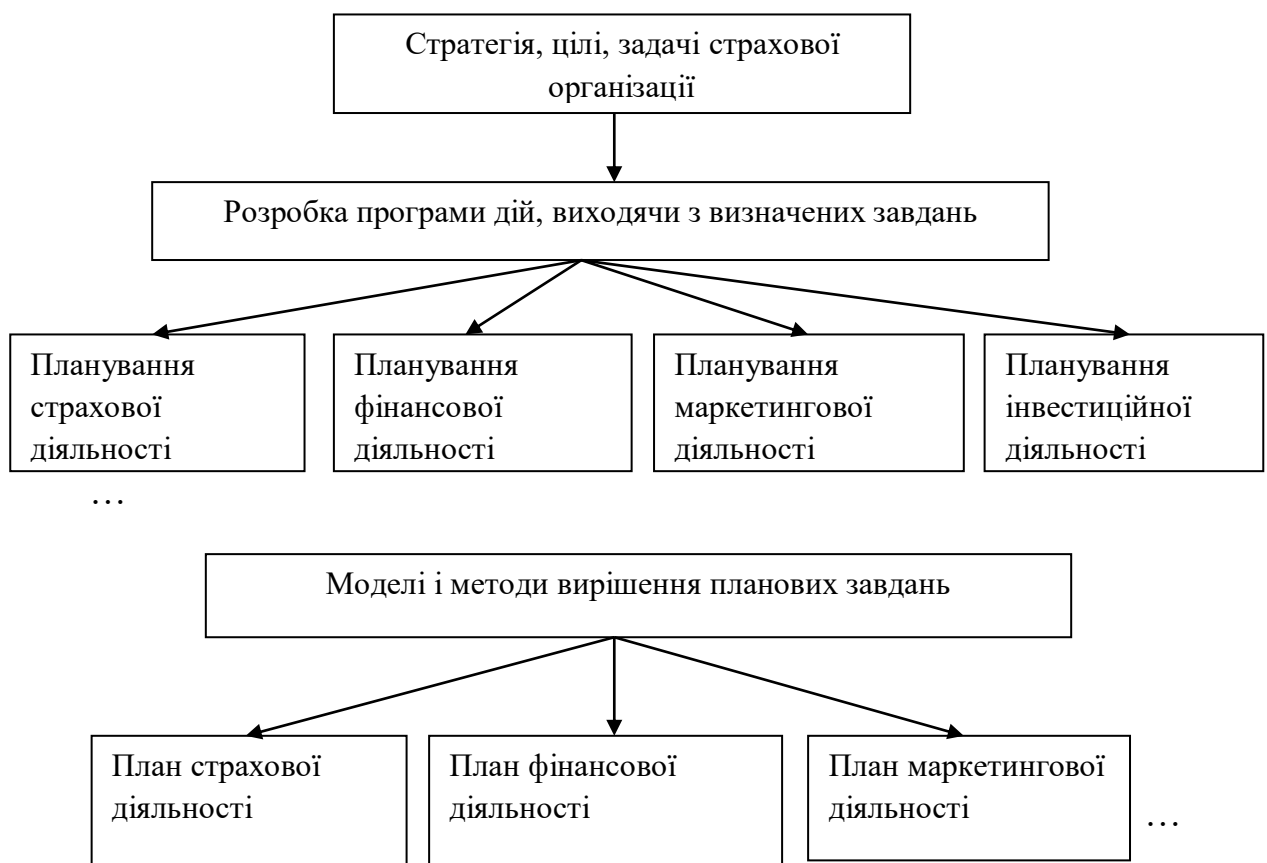 Стратегія, цілі, задачі страхової
організації
Розробка програми дій, виходячи з визначених завдань
Планування
страхової
діяльності
Планування
фінансової
діяльності
Планування
маркетингової
діяльності
Планування
інвестиційної
діяльності
…
Моделі і методи вирішення планових завдань
План страхової
діяльності
План фінансової
діяльності
План маркетингової
діяльності
…